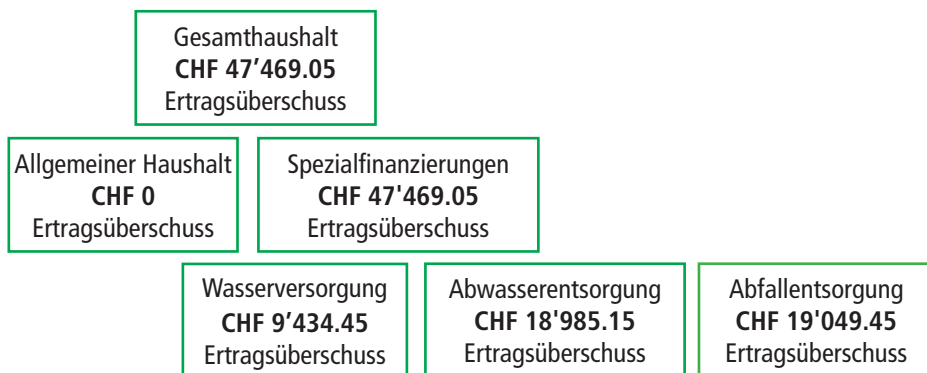 Gesamthaushalt
CHF 47’469.05
Ertragsüberschuss
Allgemeiner Haushalt
CHF 0
Ertragsüberschuss
Spezialfinanzierungen
CHF 47'469.05
Ertragsüberschuss
Wasserversorgung
CHF 9’434.45
Ertragsüberschuss
Abwasserentsorgung
CHF 18'985.15
Ertragsüberschuss
Abfallentsorgung
CHF 19'049.45
Ertragsüberschuss